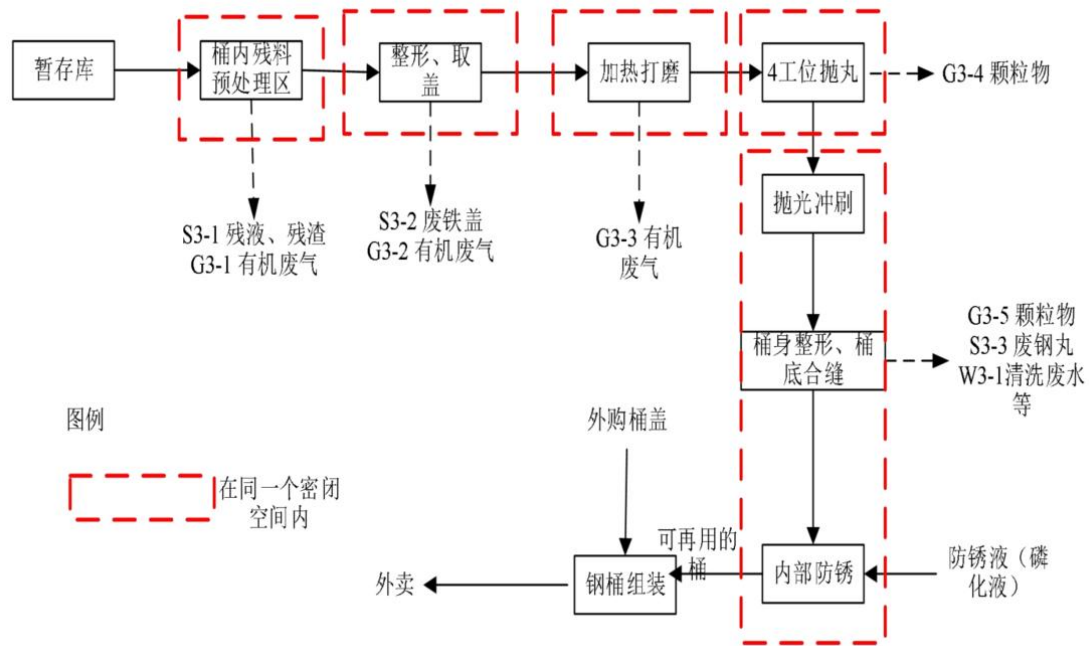 暂存库
桶内残料
预处理区
整形、取
盖
加热打磨
4工位抛丸
G3-4 颗粒物
S3-1 残液、残渣
G3-1 有机废气
S3-2 废铁盖
G3-2 有机废气
G3-3 有机
废气
抛光冲刷
桶身整形、桶
底合缝
G3-5 颗粒物
S3-3 废钢丸
W3-1清洗废水
等
图例
在同一个密闭
空间内
外购桶盖
可再用的
桶
外卖
钢桶组装
内部防锈
防锈液（磷
化液）